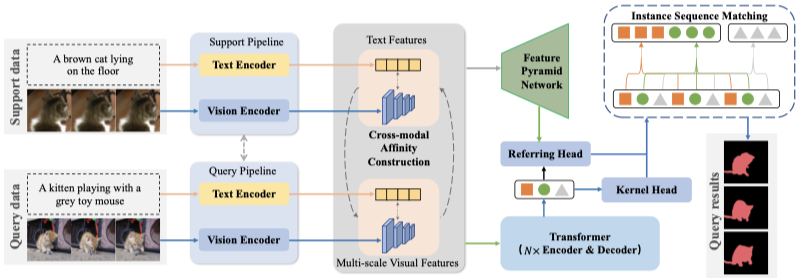 Support data
A brown cat lying
on the floor
Support Pipeline
Text Encoder
Vision Encoder
Query data
A kitten playing with a
grey toy mouse
Query Pipeline
Text Encoder
Vision Encoder
Text Features
Cross-modal
Affinity
Construction
Multi-scale Visual Features
Feature
Pyramid
Network
Referring Head
Kernel Head
Transformer
(N× Encoder & Decoder)
Instance Sequence Matching
Query results